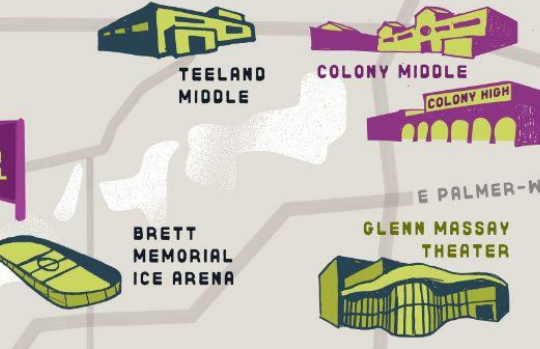 TEELAND
MIDDLE
COLONY MIDDLE
COLONY HIGH
E PALMER-W
GLENN MASSAY
THEATER
BRETT
MEMORIAL
ICE ARENA